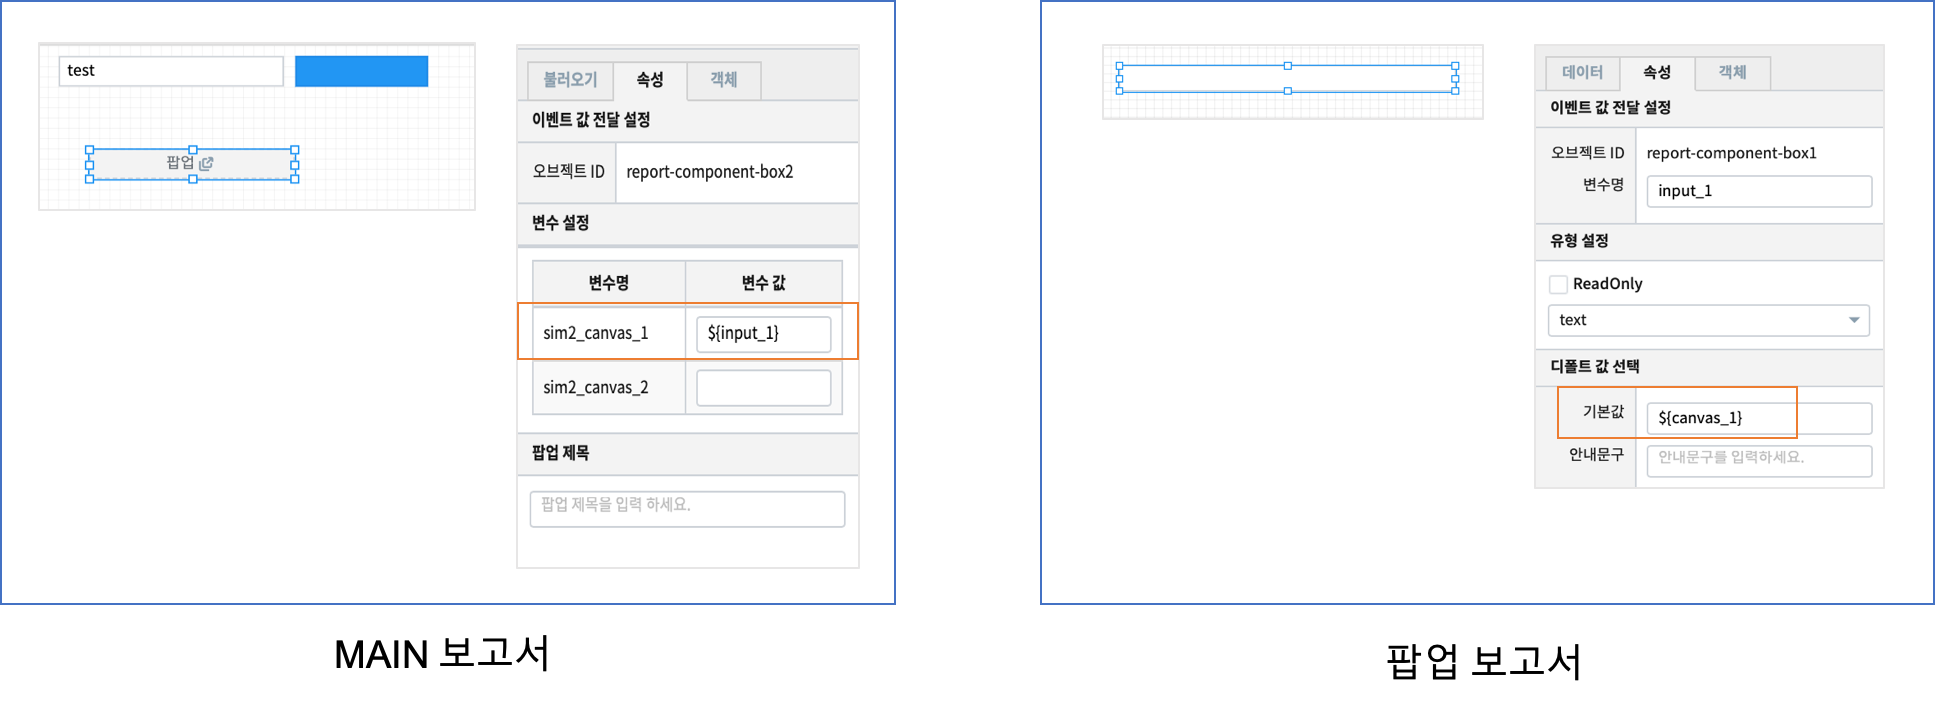 test
팝업
불러오기 속성 객체
이벤트 값 전달 설정
오브젝트 ID report-component-box2
변수 설정
변수명 변수 값
sim2_canvas_1 ${input_1}
sim2_canvas_2
팝업 제목
팝업 제목을 입력 하세요.
MAIN 보고서
데이터 속성 객체
이벤트 값 전달 설정
오브젝트 ID report-component-box1
변수명 input_1
유형 설정
ReadOnly
text
디폴트 값 선택
기본값 ${canvas_1}
안내문구 안내문구를 입력하세요.
팝업 보고서